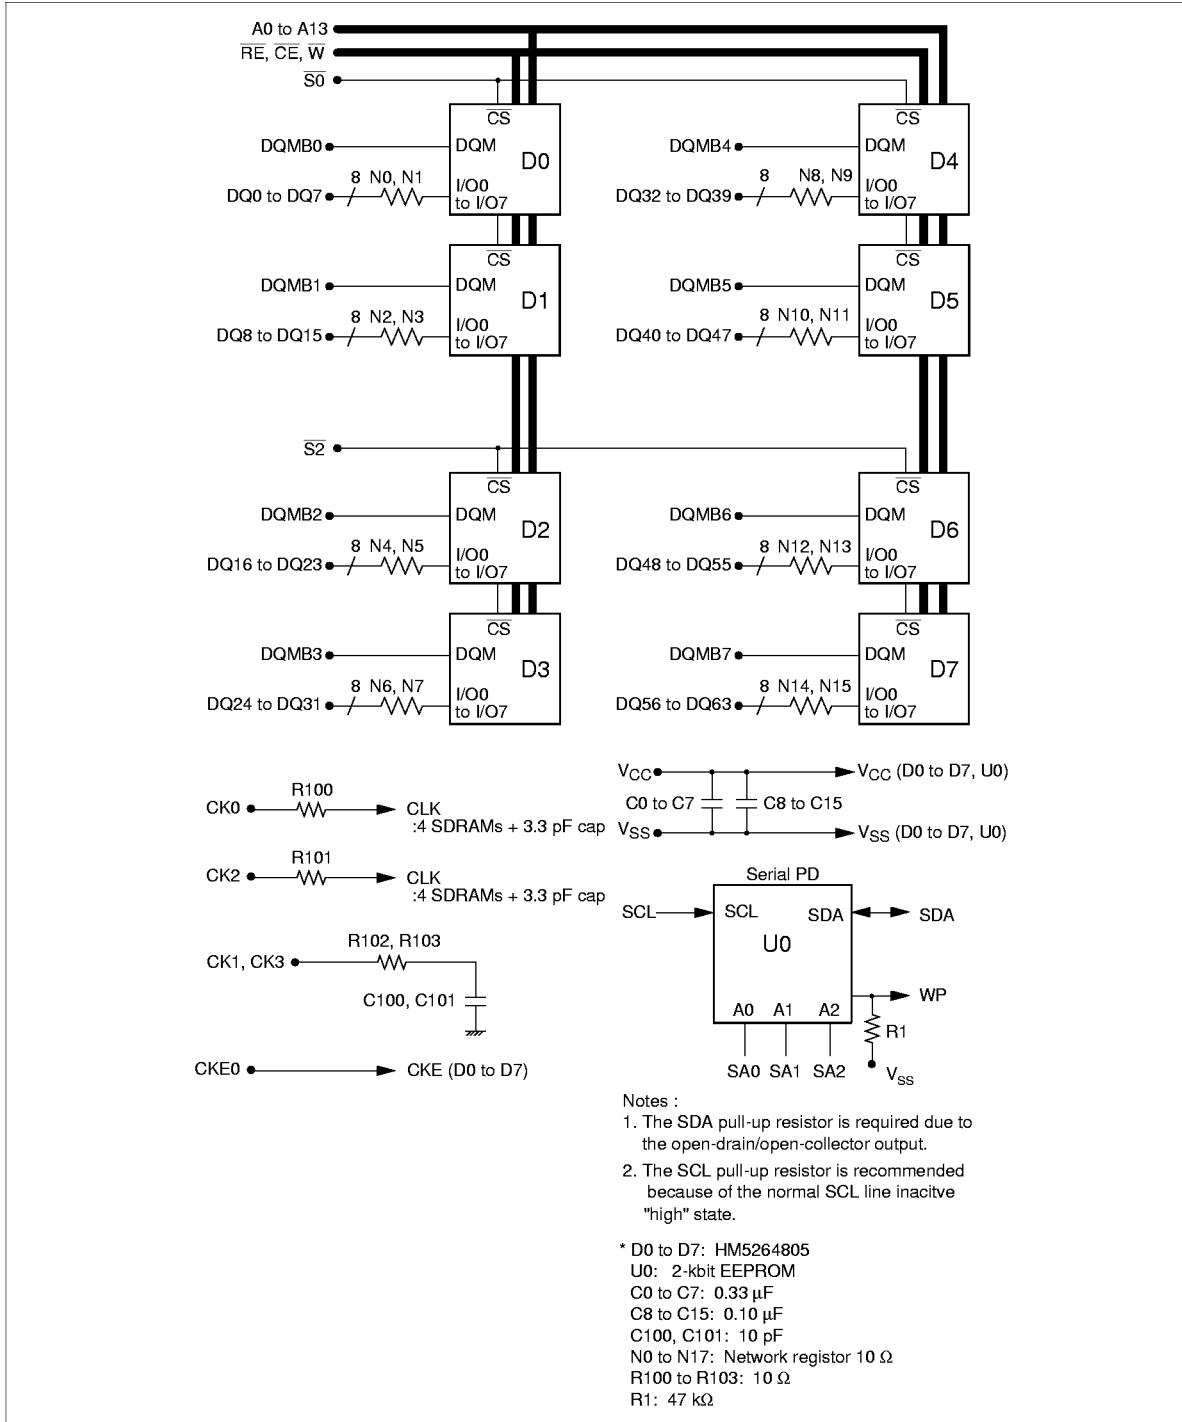 A0 to A13
RE, CE, W
S0
CS
CS
DQMB0
DQM
D0
DQMB4
DQM
D4
8 N0, N1
I/O0
DQ0 to DQ7
to I/O7
8 N8, N9
I/O0
DQ32 to DQ39
to I/O7
CS
CS
DQMB1
DQM
D1
DQMB5
DQM
D5
8 N2, N3
I/O0
DQ8 to DQ15
to I/O7
8 N10, N11
I/O0
DQ40 to DQ47
to I/O7
S2
CS
CS
DQMB2
DQM
D2
DQMB6
DQM
D6
8 N4, N5
I/O0
DQ16 to DQ23
to I/O7
8 N12, N13
I/O0
DQ48 to DQ55
to I/O7
CS
CS
DQMB3
DQM
D3
DQMB7
DQM
D7
8 N6, N7
I/O0
DQ24 to DQ31
to I/O7
8 N14, N15
I/O0
DQ56 to DQ63
to I/O7
VCC
VCC (D0 to D7, U0)
C0 to C7
C8 to C15
VSS
VSS (D0 to D7, U0)
R100
CK0
CLK
:4 SDRAMs + 3.3 pF cap
R101
CK2
CLK
:4 SDRAMs + 3.3 pF cap
R102, R103
CK1, CK3
C100, C101
CKE0
CKE (D0 to D7)
Serial PD
SCL
SCL
SDA
SDA
U0
WP
A0 A1 A2
R1
SA0 SA1 SA2
VSS
Notes :
1. The SDA pull-up resistor is required due to
the open-drain/open-collector output.
2. The SCL pull-up resistor is recommended
because of the normal SCL line inacitve
"high" state.
* D0 to D7: HM5264805
U0: 2-kbit EEPROM
C0 to C7: 0.33 μF
C8 to C15: 0.10 μF
C100, C101: 10 pF
N0 to N17: Network registor 10 Ω
R100 to R103: 10 Ω
R1: 47 kΩ